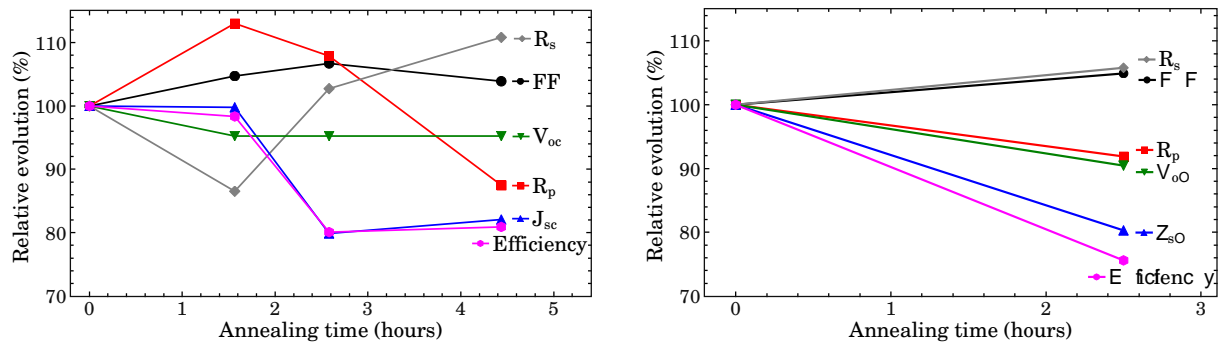 Relative evolution (%)
110
100
90
80
70
0
1
2
3
4
5
Annealing time (hours)
R_s
FF
V_oc
R_p
J_sc
Efficiency
Relative evolution (%)
110
100
90
80
70
0
1
2
3
Annealing time (hours)
R_s
F F
R_p
V_oO
Z_sO
E ficfency